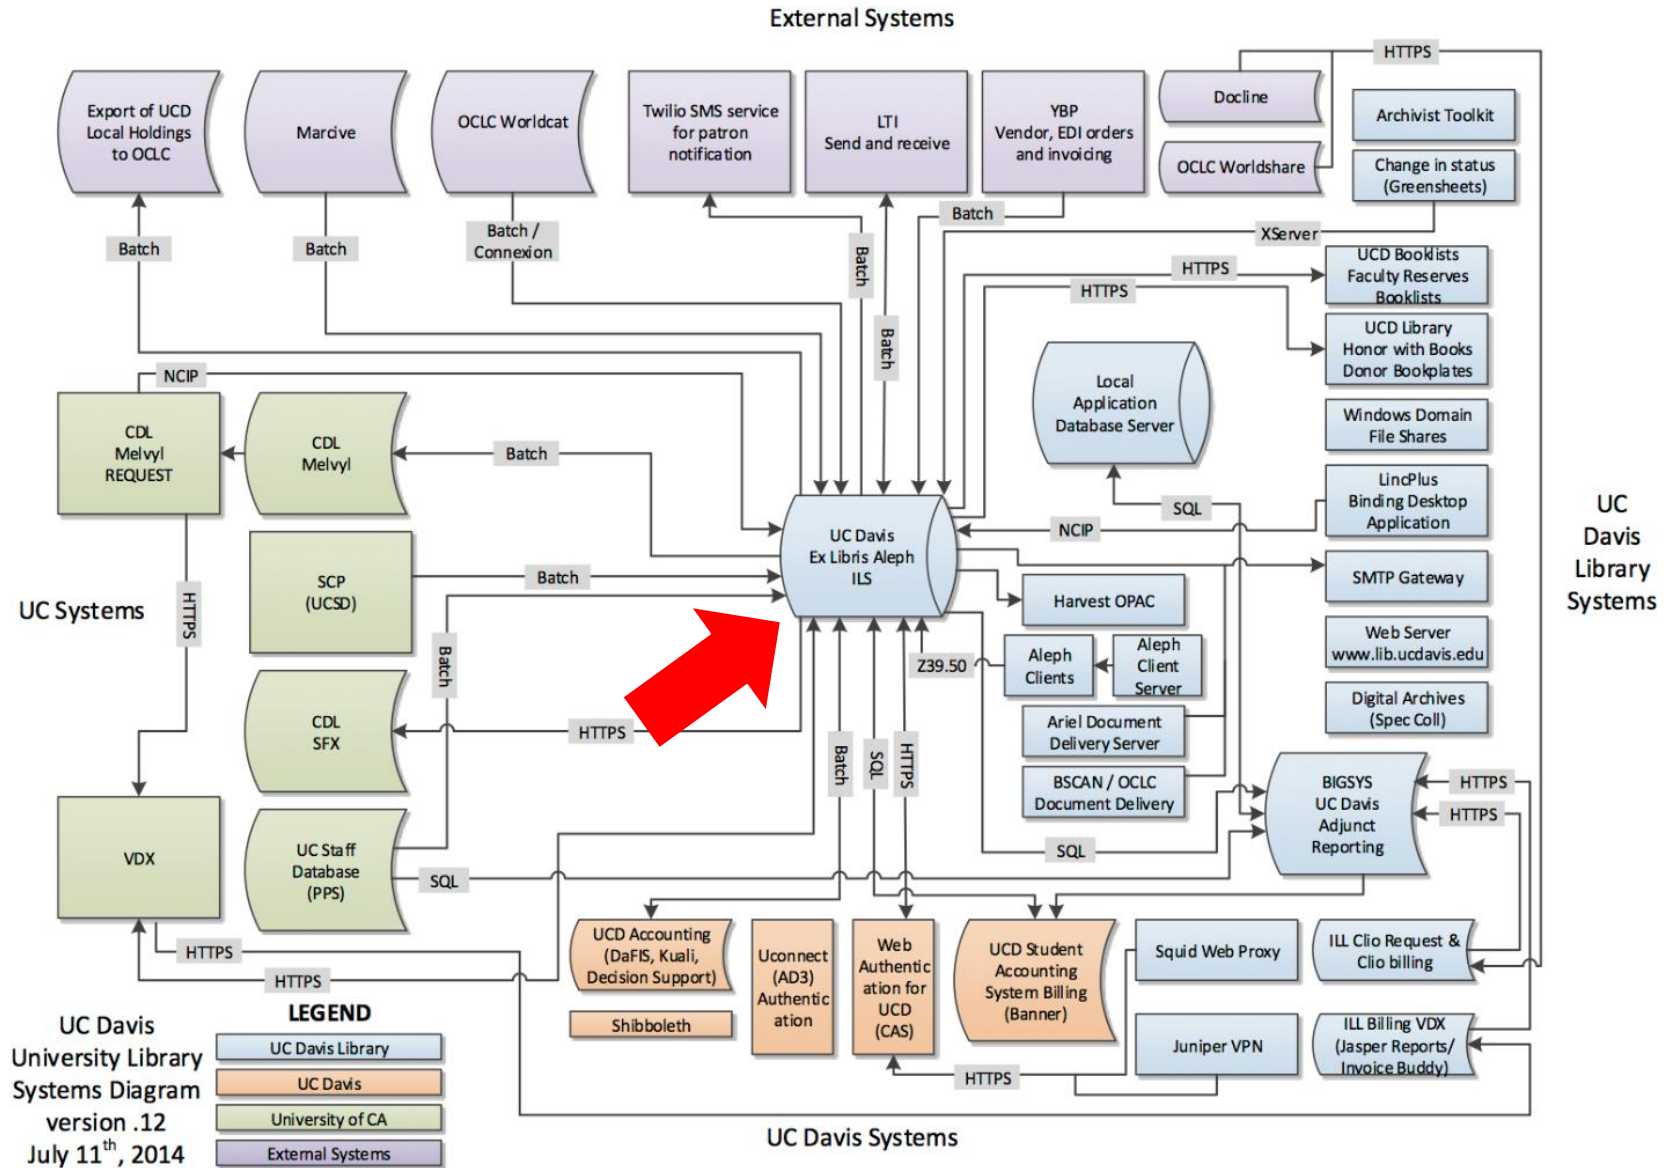 External Systems
HTTPS
Export of UCD
Local Holdings
to OCLC
Marcive
OCLC Worldcat
Twilio SMS service
for patron
notification
LTI
Send and receive
YBP
Vendor, EDI orders
and invoicing
Docline
OCLC Worldshare
Archivist Toolkit
Change in status
(Greensheets)
Batch
Batch
Batch /
Connexion
Batch
Batch
Batch
XServer
HTTPS
HTTPS
UCD Booklists
Faculty Reserves
Booklists
UCD Library
Honor with Books
Donor Bookplates
Local
Application
Database Server
Windows Domain
File Shares
NCIP
CDL
Melvyl
REQUEST
CDL
Melvyl
Batch
SQL
LincPlus
Binding Desktop
Application
NCIP
UC
Davis
Library
Systems
UC Davis
Ex Libris Aleph
ILS
SCP
(UCSD)
Batch
SMTP Gateway
Harvest OPAC
UC Systems
HTTPS
Batch
Z39.50
Aleph
Clients
Aleph
Client
Server
Web Server
www.lib.ucdavis.edu
Digital Archives
(Spec Coll)
CDL
SFX
HTTPS
Batch
SQL
HTTPS
Ariel Document
Delivery Server
BSCAN / OCLC
Document Delivery
BIGSYS
UC Davis
Adjunct
Reporting
HTTPS
HTTPS
VDX
UC Staff
Database
(PPS)
SQL
SQL
HTTPS
HTTPS
UCD Accounting
(DaFIS, Kuali,
Decision Support)
Shibboleth
Uconnect
(AD3)
Authentic
ation
Web
Authentic
ation for
UCD
(CAS)
UCD Student
Accounting
System Billing
(Banner)
Squid Web Proxy
ILL Clio Request &
Clio billing
Juniper VPN
ILL Billing VDX
(Jasper Reports/
Invoice Buddy)
HTTPS
UC Davis Systems
UC Davis
University Library
Systems Diagram
version .12
July 11th, 2014
LEGEND
UC Davis Library
UC Davis
University of CA
External Systems